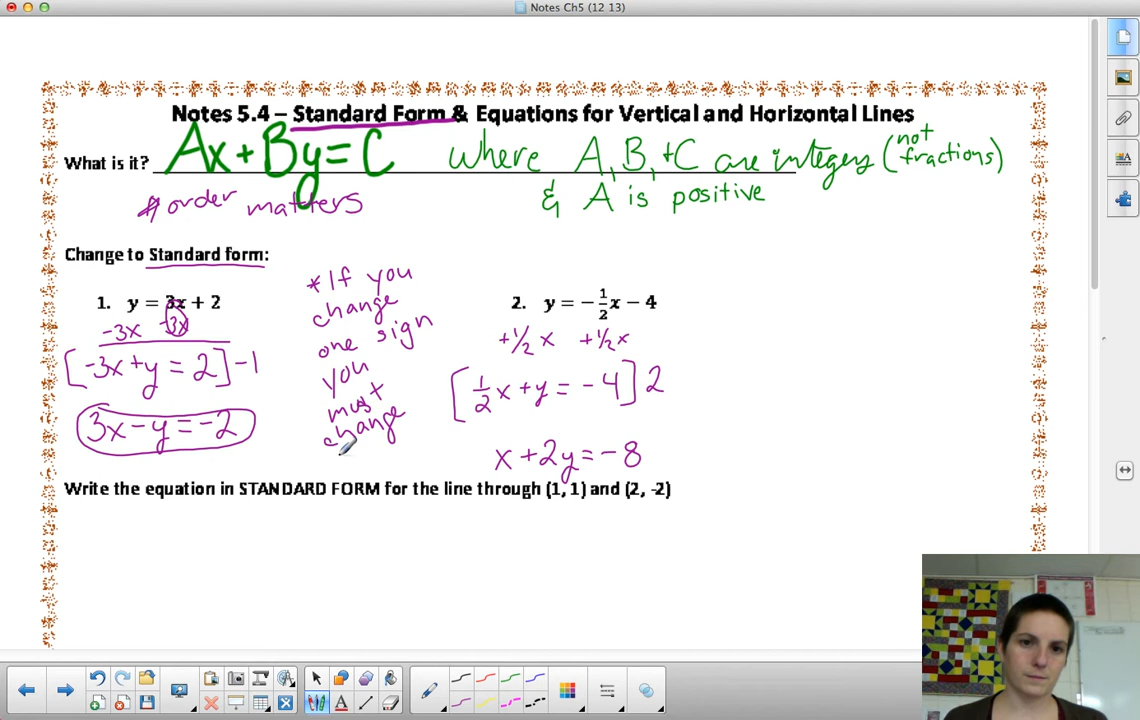 Notes Ch5 (12 13)
Notes 5.4 – Standard Form & Equations for Vertical and Horizontal Lines
What is it? Ax+By=C where A, B, + C are integers (not fractions)
& A is positive
* order matters
Change to Standard form:
1. y = 3x + 2
-3x -3x
[-3x+y = 2]-1
3x-y=-2
*If you
change
one sign
you
must
change
2. y = -1/2x - 4
+1/2 x +1/2 x
[1/2x+y = -4] 2
x+2y=-8
Write the equation in STANDARD FORM for the line through (1, 1) and (2, -2)